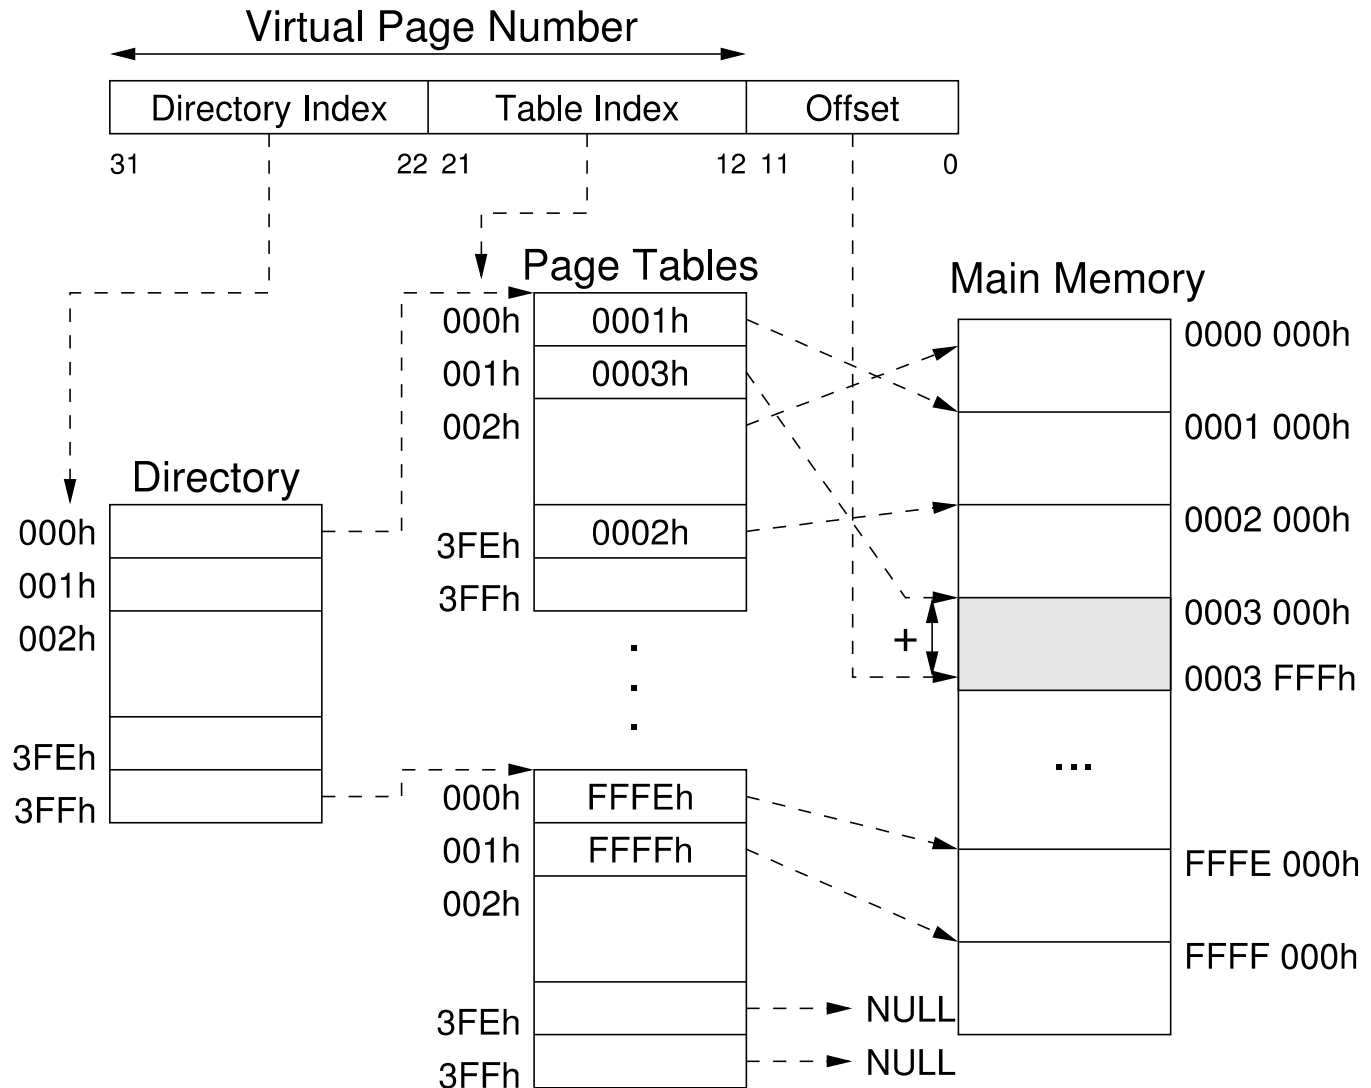 Virtual Page Number
Directory Index Table Index Offset
31 22 21 12 11 0
Page Tables
000h 0001h
001h 0003h
002h
3FEh 0002h
3FFh
Main Memory
0000 000h
0001 000h
0002 000h
0003 000h
+
0003 FFFh
...
FFFE 000h
FFFF 000h
Directory
000h
001h
002h
3FEh
3FFh
.
.
.
000h FFFEh
001h FFFFh
002h
3FEh NULL
3FFh NULL